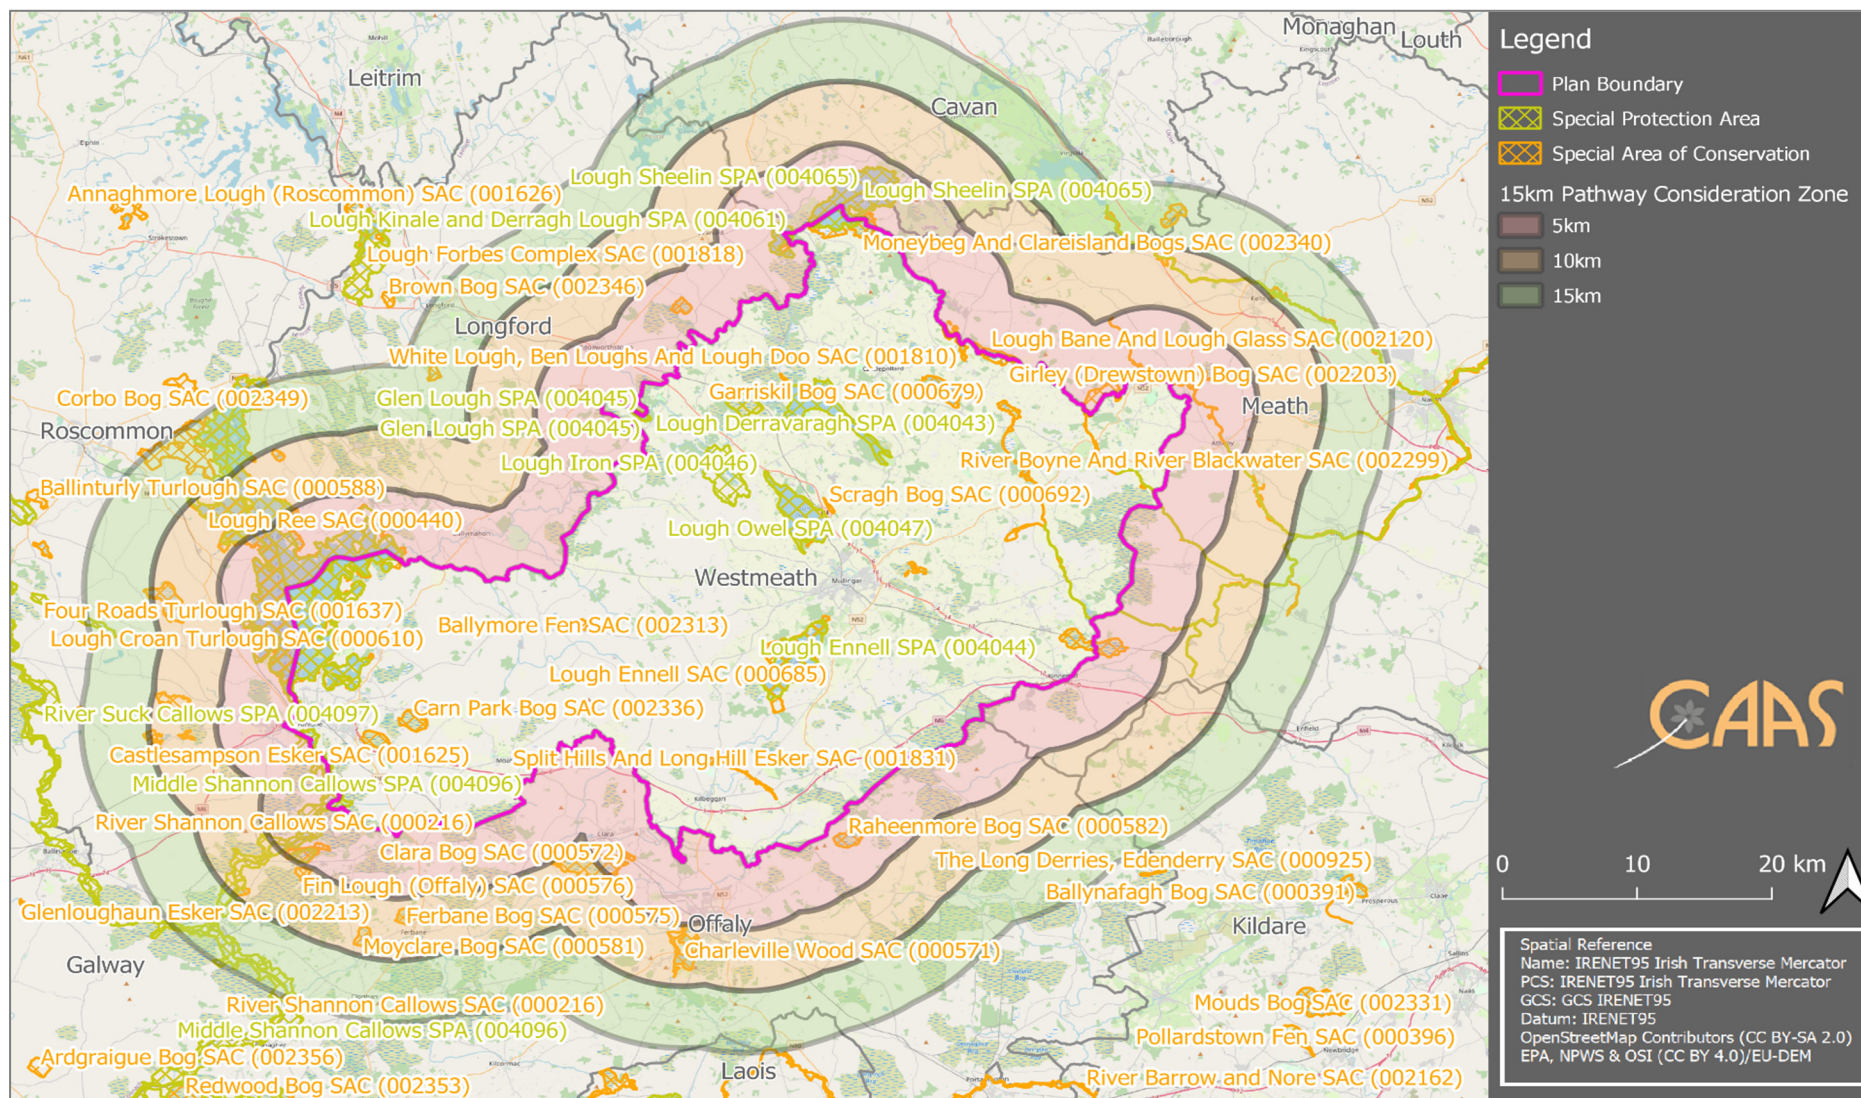 Monaghan
Louth
Leitrim
Cavan
Lough Sheelin SPA (004065)
Lough Sheelin SPA (004065)
Annaghmore Lough (Roscommon) SAC (001626)
Lough Kinale and Derragh Lough SPA (004061)
Moneybeg And Clareisland Bogs SAC (002340)
Lough Forbes Complex SAC (001818)
Brown Bog SAC (002346)
Longford
Lough Bane And Lough Glass SAC (002120)
White Lough, Ben Loughs And Lough Doo SAC (001810)
Girley (Drewstown) Bog SAC (002203)
Garriskil Bog SAC (000679)
Corbo Bog SAC (002349)
Glen Lough SPA (004045)
Meath
Roscommon
Glen Lough SPA (004045)
Lough Derravaragh SPA (004043)
Lough Iron SPA (004046)
River Boyne And River Blackwater SAC (002299)
Ballinturly Turlough SAC (000588)
Scragh Bog SAC (000692)
Lough Ree SAC (000440)
Lough Owel SPA (004047)
Westmeath
Mullingar
N52
Four Roads Turlough SAC (001637)
Ballymore Fen SAC (002313)
Lough Croan Turlough SAC (000610)
Lough Ennell SPA (004044)
Lough Ennell SAC (000685)
Carn Park Bog SAC (002336)
River Suck Callows SPA (004097)
Castlesampson Esker SAC (001625)
Split Hills And Long Hill Esker SAC (001831)
Middle Shannon Callows SPA (004096)
Kilbeggan
River Shannon Callows SAC (000216)
Raheenmore Bog SAC (000582)
Clara Bog SAC (000572)
The Long Derries, Edenderry SAC (000925)
Fin Lough (Offaly) SAC (000576)
Ballynafagh Bog SAC (000391)
Glenloughaun Esker SAC (002213)
Ferbane Bog SAC (000575)
Offaly
Kildare
Moyclare Bog SAC (000581)
Charleville Wood SAC (000571)
Galway
River Shannon Callows SAC (000216)
Mouds Bog SAC (002331)
Middle Shannon Callows SPA (004096)
Pollardstown Fen SAC (000396)
Ardgraigue Bog SAC (002356)
Laois
Redwood Bog SAC (002353)
River Barrow and Nore SAC (002162)
Legend
Plan Boundary
Special Protection Area
Special Area of Conservation
15km Pathway Consideration Zone
5km
10km
15km
CAAS
0 10 20 km
Spatial Reference
Name: IRENET95 Irish Transverse Mercator
PCS: IRENET95 Irish Transverse Mercator
GCS: GCS IRENET95
Datum: IRENET95
OpenStreetMap Contributors (CC BY-SA 2.0)
EPA, NPWS & OSI (CC BY 4.0)/EU-DEM